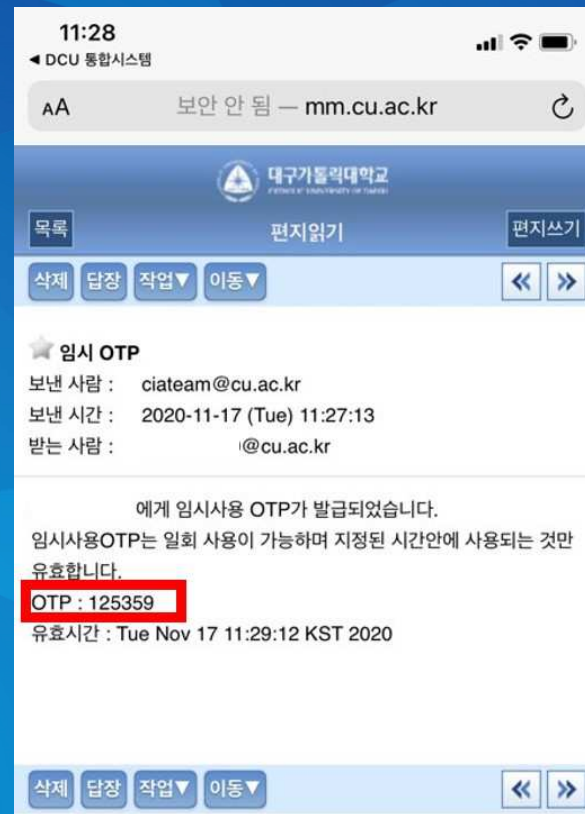 11:28
◀ DCU 통합시스템
AA 보안 안 됨 — mm.cu.ac.kr
대구가톨릭대학교
CATHOLIC UNIVERSITY OF DAEGU
목록 편지읽기 편지쓰기
삭제 답장 작업▼ 이동▼ « »
임시 OTP
보낸 사람 : ciateam@cu.ac.kr
보낸 시간 : 2020-11-17 (Tue) 11:27:13
받는 사람 : @cu.ac.kr
에게 임시사용 OTP가 발급되었습니다.
임시사용OTP는 일회 사용이 가능하며 지정된 시간안에 사용되는 것만
유효합니다.
OTP : 125359
유효시간 : Tue Nov 17 11:29:12 KST 2020
삭제 답장 작업▼ 이동▼ « »